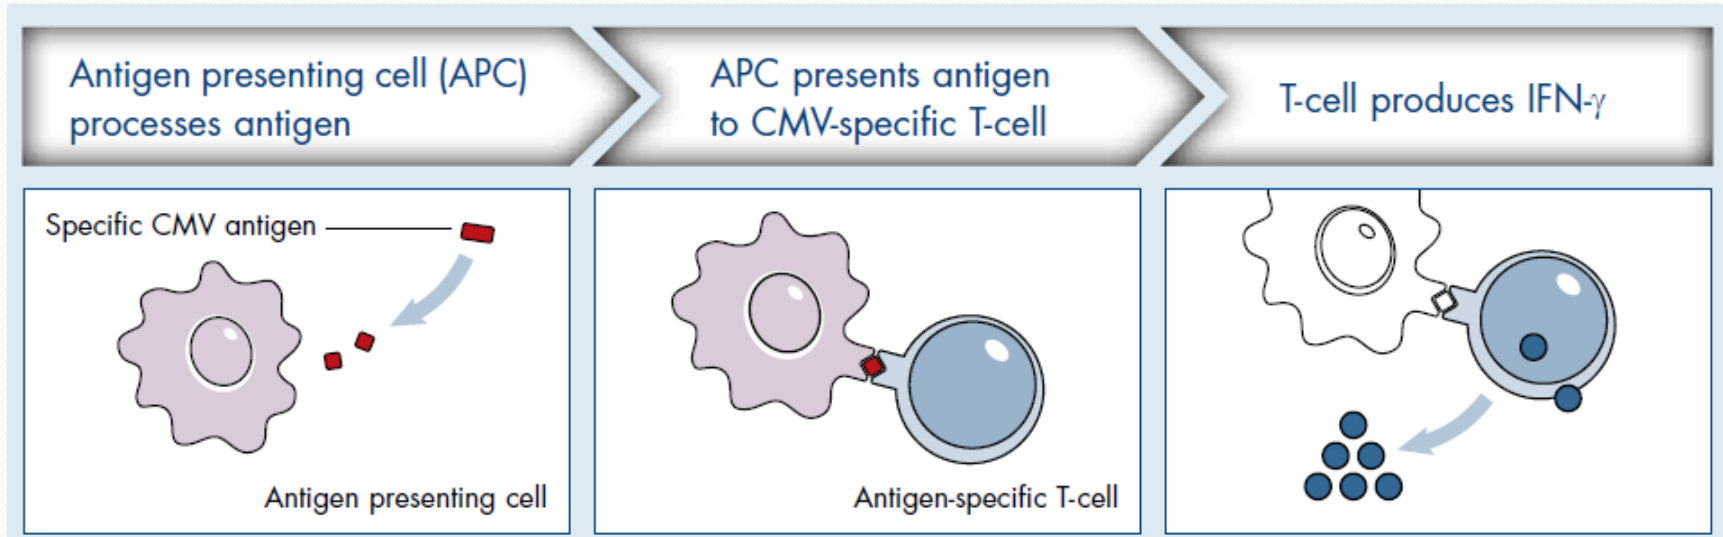 Antigen presenting cell (APC)
processes antigen
APC presents antigen
to CMV-specific T-cell
T-cell produces IFN-γ
Specific CMV antigen
Antigen presenting cell
Antigen-specific T-cell